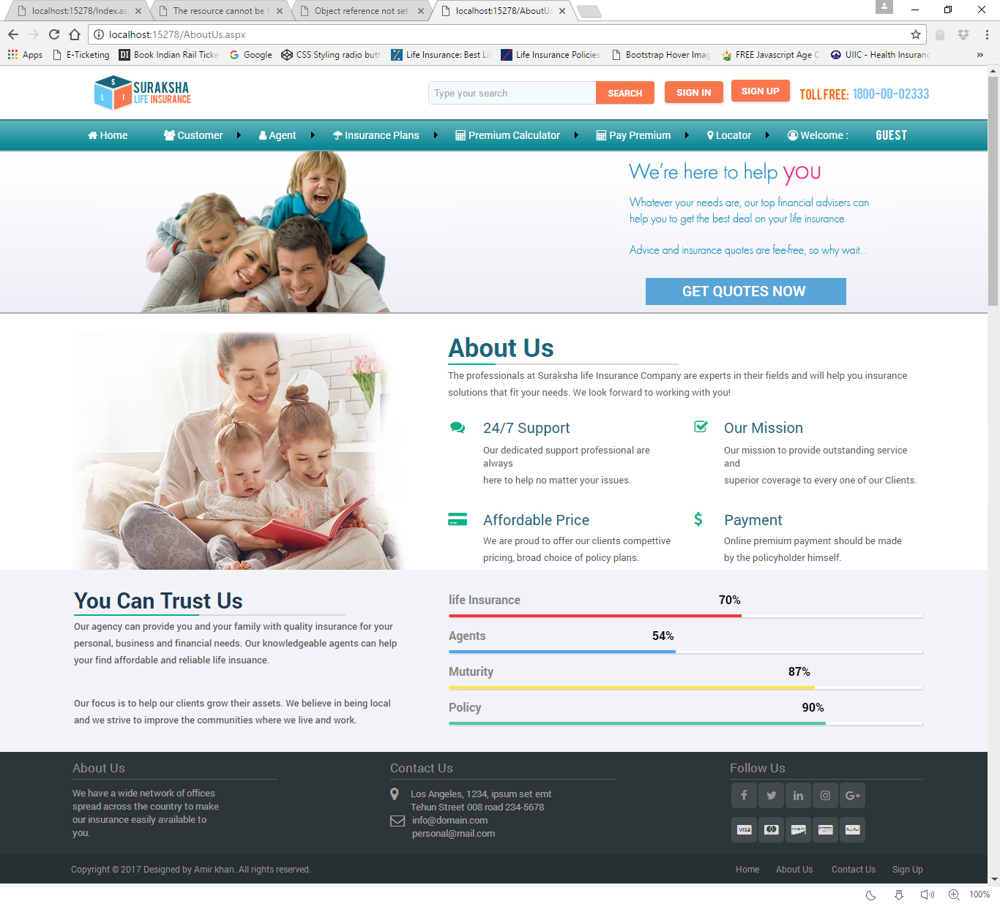 localhost:15278/Index.as
The resource cannot be f
Object reference not set
localhost:15278/AboutUs
localhost:15278/AboutUs.aspx
Apps
E-Ticketing
DI
Book Indian Rail Ticke
Google
CSS Styling radio butt
Life Insurance: Best Lif
Life Insurance Policies
Bootstrap Hover Imag
FREE Javascript Age C
UIIC - Health Insuranc
»
S
L I
SURAKSHA
LIFE INSURANCE
Type your search
SEARCH
SIGN IN
SIGN UP
TOLL FREE: 1800-00-02333
Home
Customer
Agent
Insurance Plans
Premium Calculator
Pay Premium
Locator
Welcome :
GUEST
We're here to help you
Whatever your needs are, our top financial advisers can
help you to get the best deal on your life insurance.
Advice and insurance quotes are fee-free, so why wait...
GET QUOTES NOW
About Us
The professionals at Suraksha life Insurance Company are experts in their fields and will help you insurance
solutions that fit your needs. We look forward to working with you!
24/7 Support
Our dedicated support professional are
always
here to help no matter your issues.
Our Mission
Our mission to provide outstanding service
and
superior coverage to every one of our Clients.
Affordable Price
We are proud to offer our clients compettive
pricing, broad choice of policy plans.
Payment
Online premium payment should be made
by the policyholder himself.
You Can Trust Us
Our agency can provide you and your family with quality insurance for your
personal, business and financial needs. Our knowledgeable agents can help
your find affordable and reliable life insuance.
Our focus is to help our clients grow their assets. We believe in being local
and we strive to improve the communities where we live and work.
life Insurance 70%
Agents 54%
Muturity 87%
Policy 90%
About Us
We have a wide network of offices
spread across the country to make
our insurance easily available to
you.
Contact Us
Los Angeles, 1234, ipsum set emt
Tehun Street 008 road 234-5678
info@domain.com
personal@mail.com
Follow Us
VISA
PayPal
Copyright © 2017 Designed by Amir khan. All rights reserved.
Home
About Us
Contact Us
Sign Up
100%